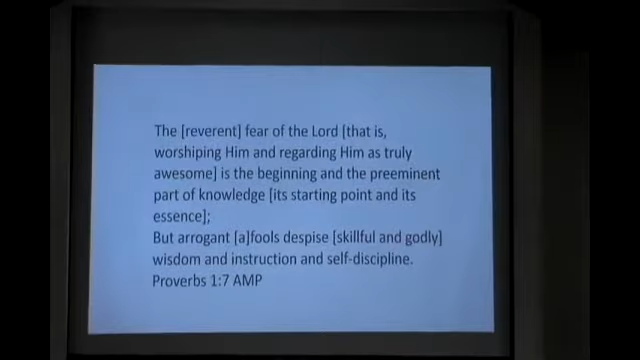 The [reverent] fear of the Lord [that is,
worshiping Him and regarding Him as truly
awesome] is the beginning and the preeminent
part of knowledge [its starting point and its
essence];
But arrogant [a]fools despise [skillful and godly]
wisdom and instruction and self-discipline.
Proverbs 1:7 AMP